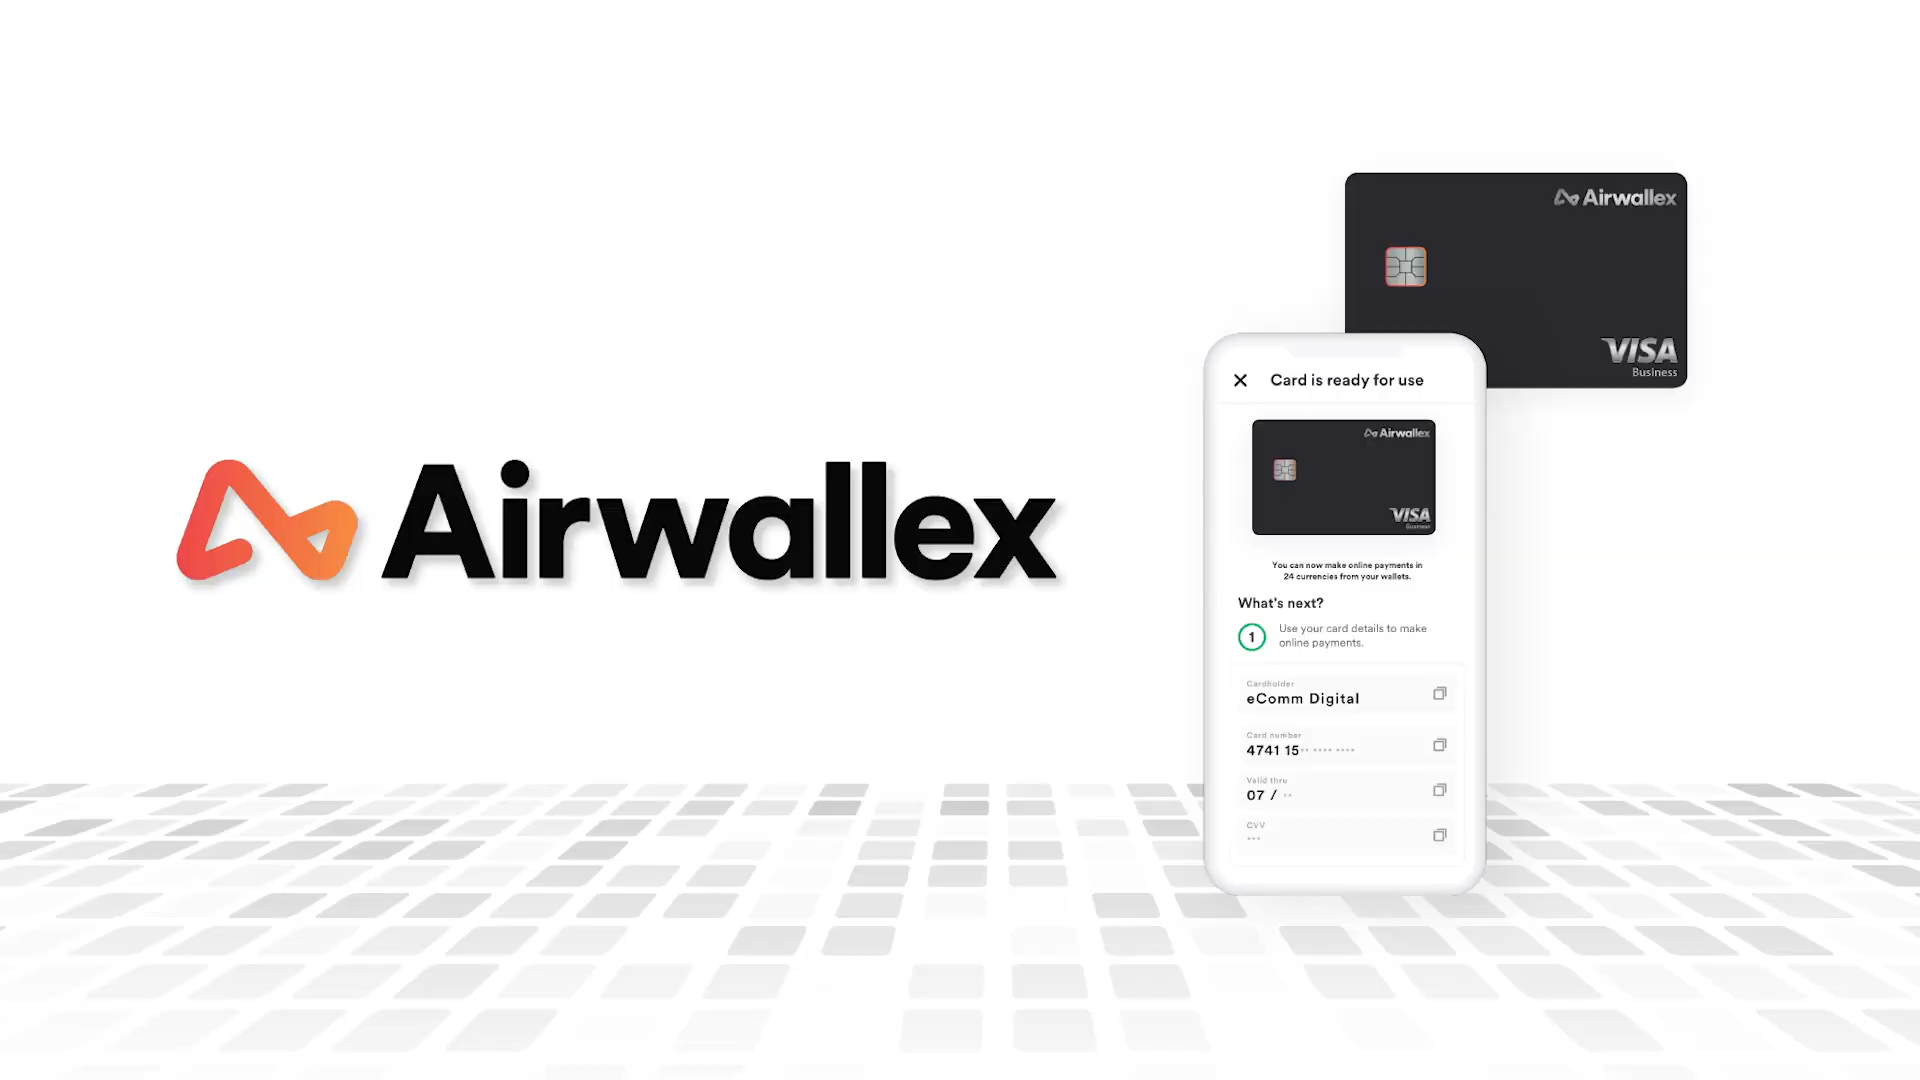 Airwallex
Airwallex
VISA
Business
Card is ready for use
Airwallex
VISA
Business
You can now make online payments in
24 currencies from your wallets.
What's next?
1
Use your card details to make
online payments.
Cardholder
eComm Digital
Card number
4741 15•• •••• ••••
Valid thru
07 / ••
CVV
•••